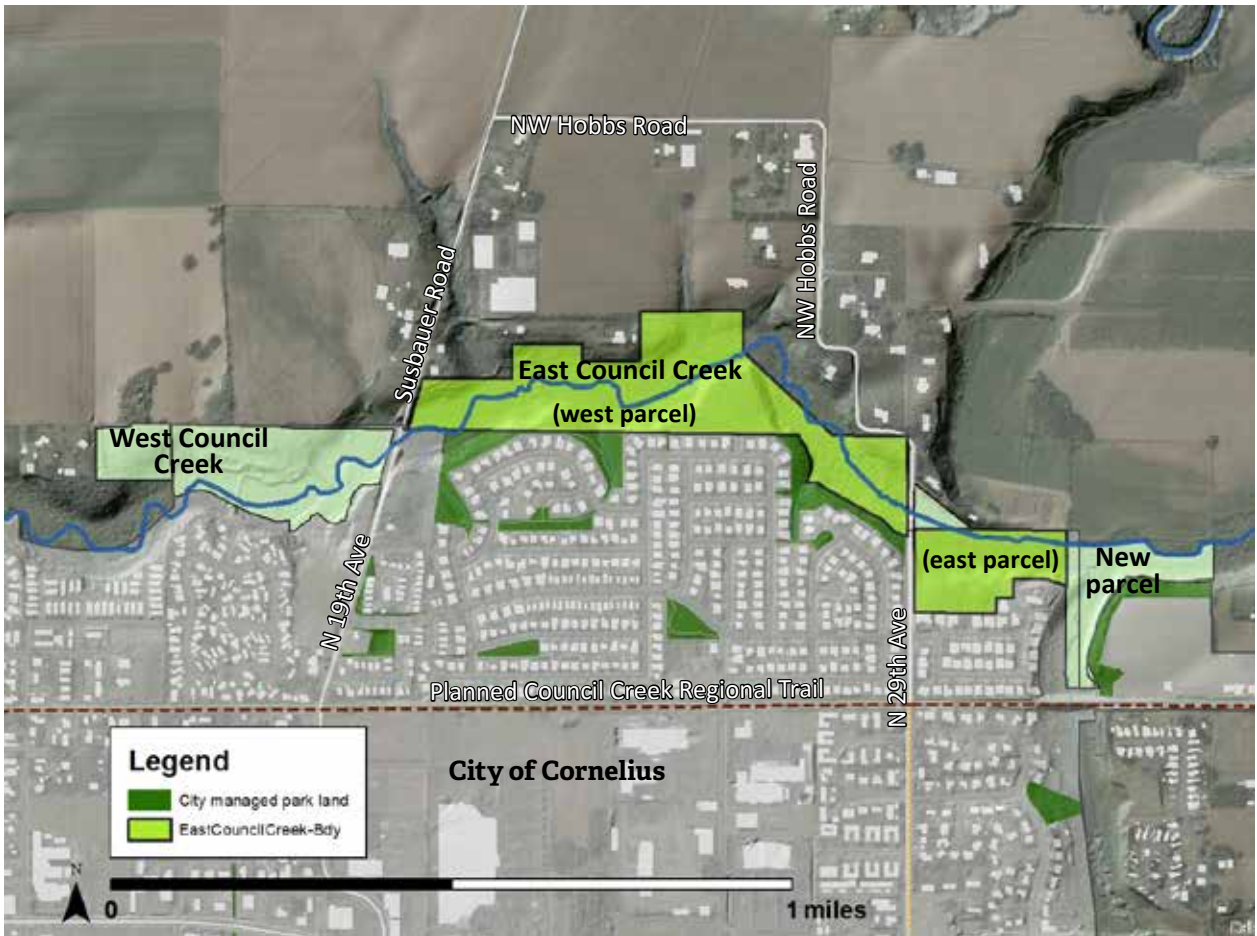 NW Hobbs Road
NW Hobbs Road
Susbauer Road
East Council Creek
(west parcel)
West Council
Creek
(east parcel)
New
parcel
N 19th Ave
N 29th Ave
Planned Council Creek Regional Trail
City of Cornelius
Legend
City managed park land
EastCouncilCreek-Bdy
N
0
1 miles